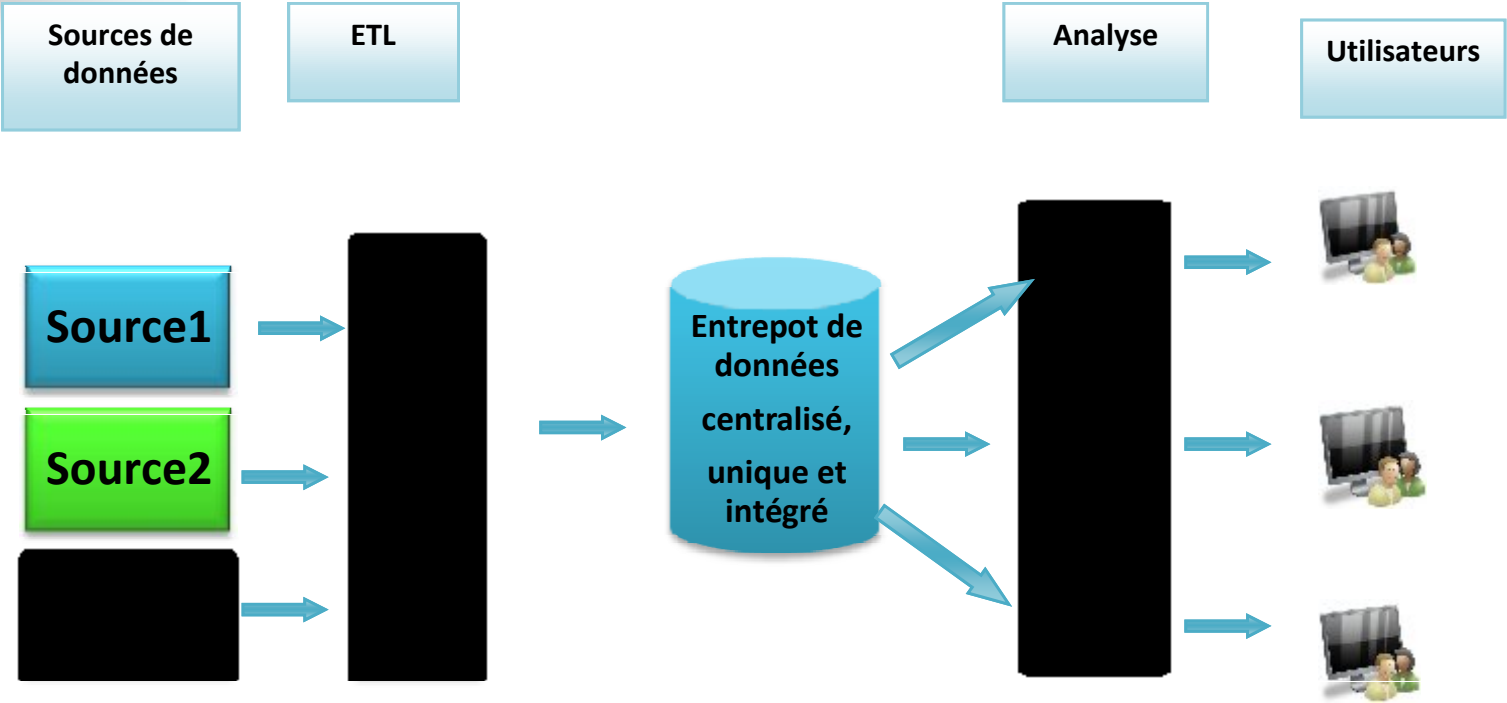 Sources de
données
ETL
Analyse
Utilisateurs
Source1
Source2
Entrepot de
données
centralisé,
unique et
intégré